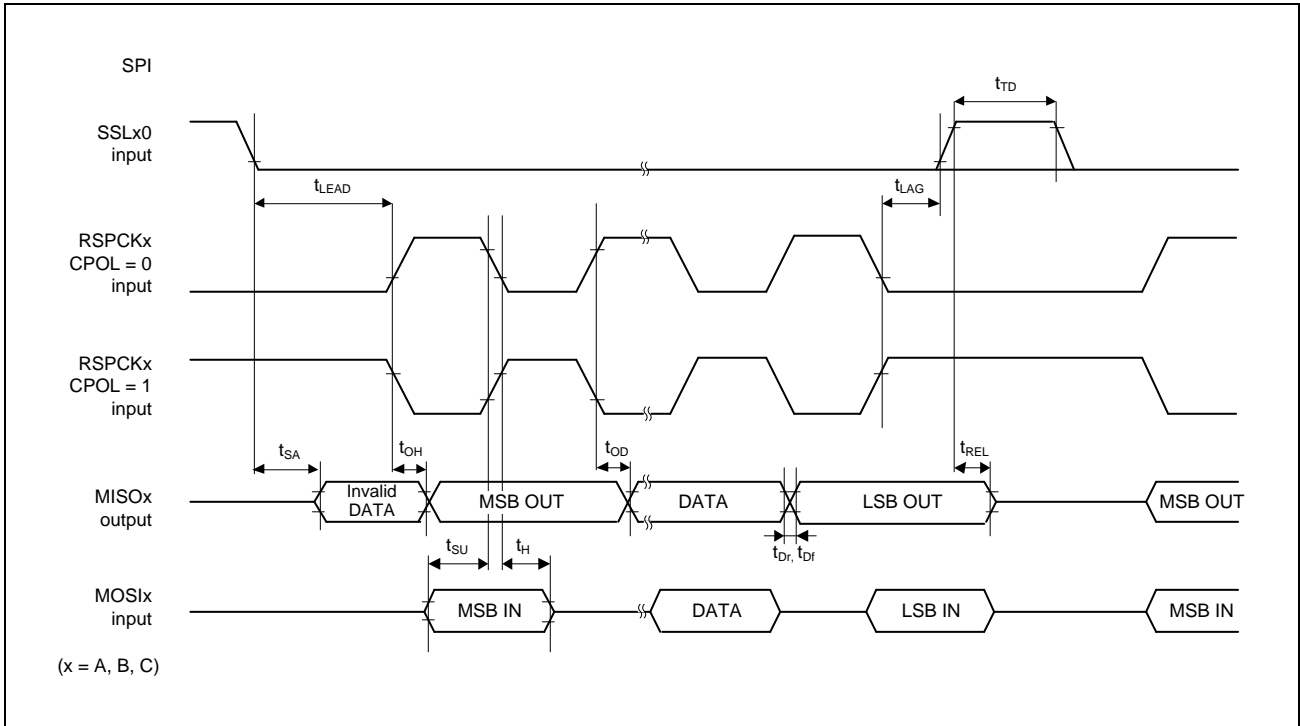 SPI
SSLx0
input
tTD
tLEAD
tLAG
RSPCKx
CPOL = 0
input
RSPCKx
CPOL = 1
input
tSA
tOH
tOD
tREL
MISOx
output
Invalid
DATA
MSB OUT
DATA
LSB OUT
MSB OUT
tSU
tH
tDr, tDf
MOSIx
input
MSB IN
DATA
LSB IN
MSB IN
(x = A, B, C)